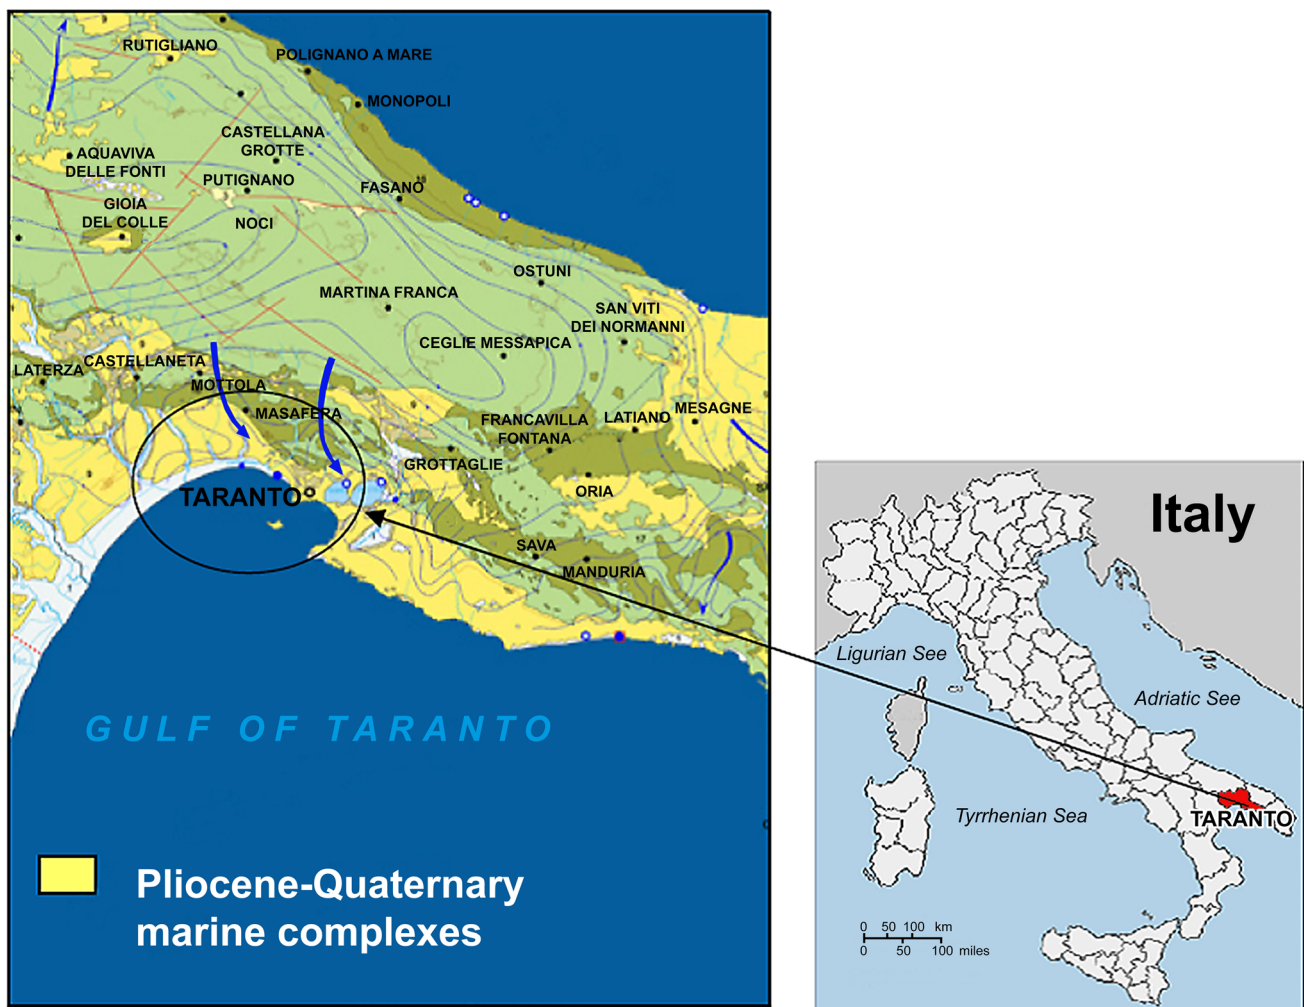 RUTIGLIANO
POLIGNANO A MARE
MONOPOLI
CASTELLANA
GROTTE
AQUAVIVA
DELLE FONTI
PUTIGNANO
FASANO
GIOIA
DEL COLLE
NOCI
OSTUNI
MARTINA FRANCA
SAN VITI
DEI NORMANNI
CEGLIE MESSAPICA
LATERZA
CASTELLANETA
MOTTOLA
MASAFERA
FRANCAVILLA
FONTANA
LATIANO
MESAGNE
GROTTAGLIE
ORIA
TARANTO
SAVA
17
MANDURIA
GULF OF TARANTO
Pliocene-Quaternary
marine complexes
Italy
Ligurian See
Adriatic See
Tyrrhenian Sea
TARANTO
0 50 100 km
0 50 100 miles